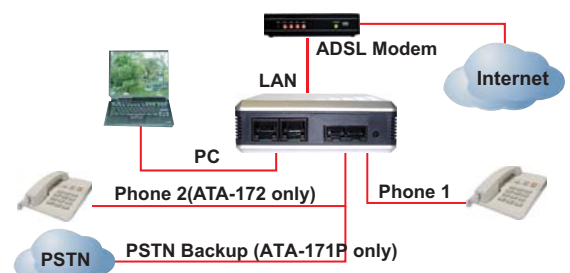 ADSL Modem
Internet
LAN
PC
Phone 2(ATA-172 only)
Phone 1
PSTN Backup (ATA-171P only)
PSTN